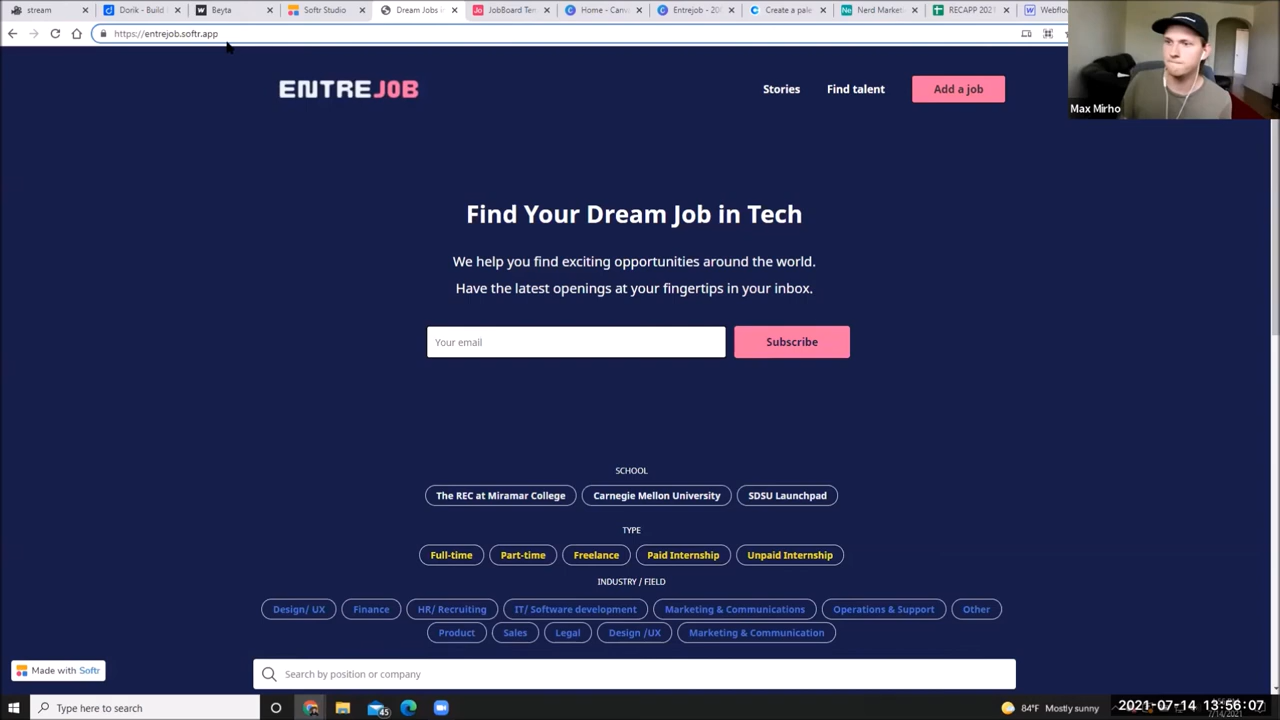 stream
Dorik - Build
Beyta
Softr Studio
Dream Jobs in
JobBoard Ten
Home - Canv
Entrejob - 20
Create a pale
Nerd Market
RECAPP 2021
Webflow
https://entrejob.softr.app
Max Mirho
ENTREJOB
Stories
Find talent
Add a job
Find Your Dream Job in Tech
We help you find exciting opportunities around the world.
Have the latest openings at your fingertips in your inbox.
Your email
Subscribe
SCHOOL
The REC at Miramar College
Carnegie Mellon University
SDSU Launchpad
TYPE
Full-time
Part-time
Freelance
Paid Internship
Unpaid Internship
INDUSTRY / FIELD
Design/ UX
Finance
HR/ Recruiting
IT/ Software development
Marketing & Communications
Operations & Support
Other
Product
Sales
Legal
Design /UX
Marketing & Communication
Made with Softr
Search by position or company
Type here to search
45
84°F Mostly sunny
2021-07-14 13:56:07